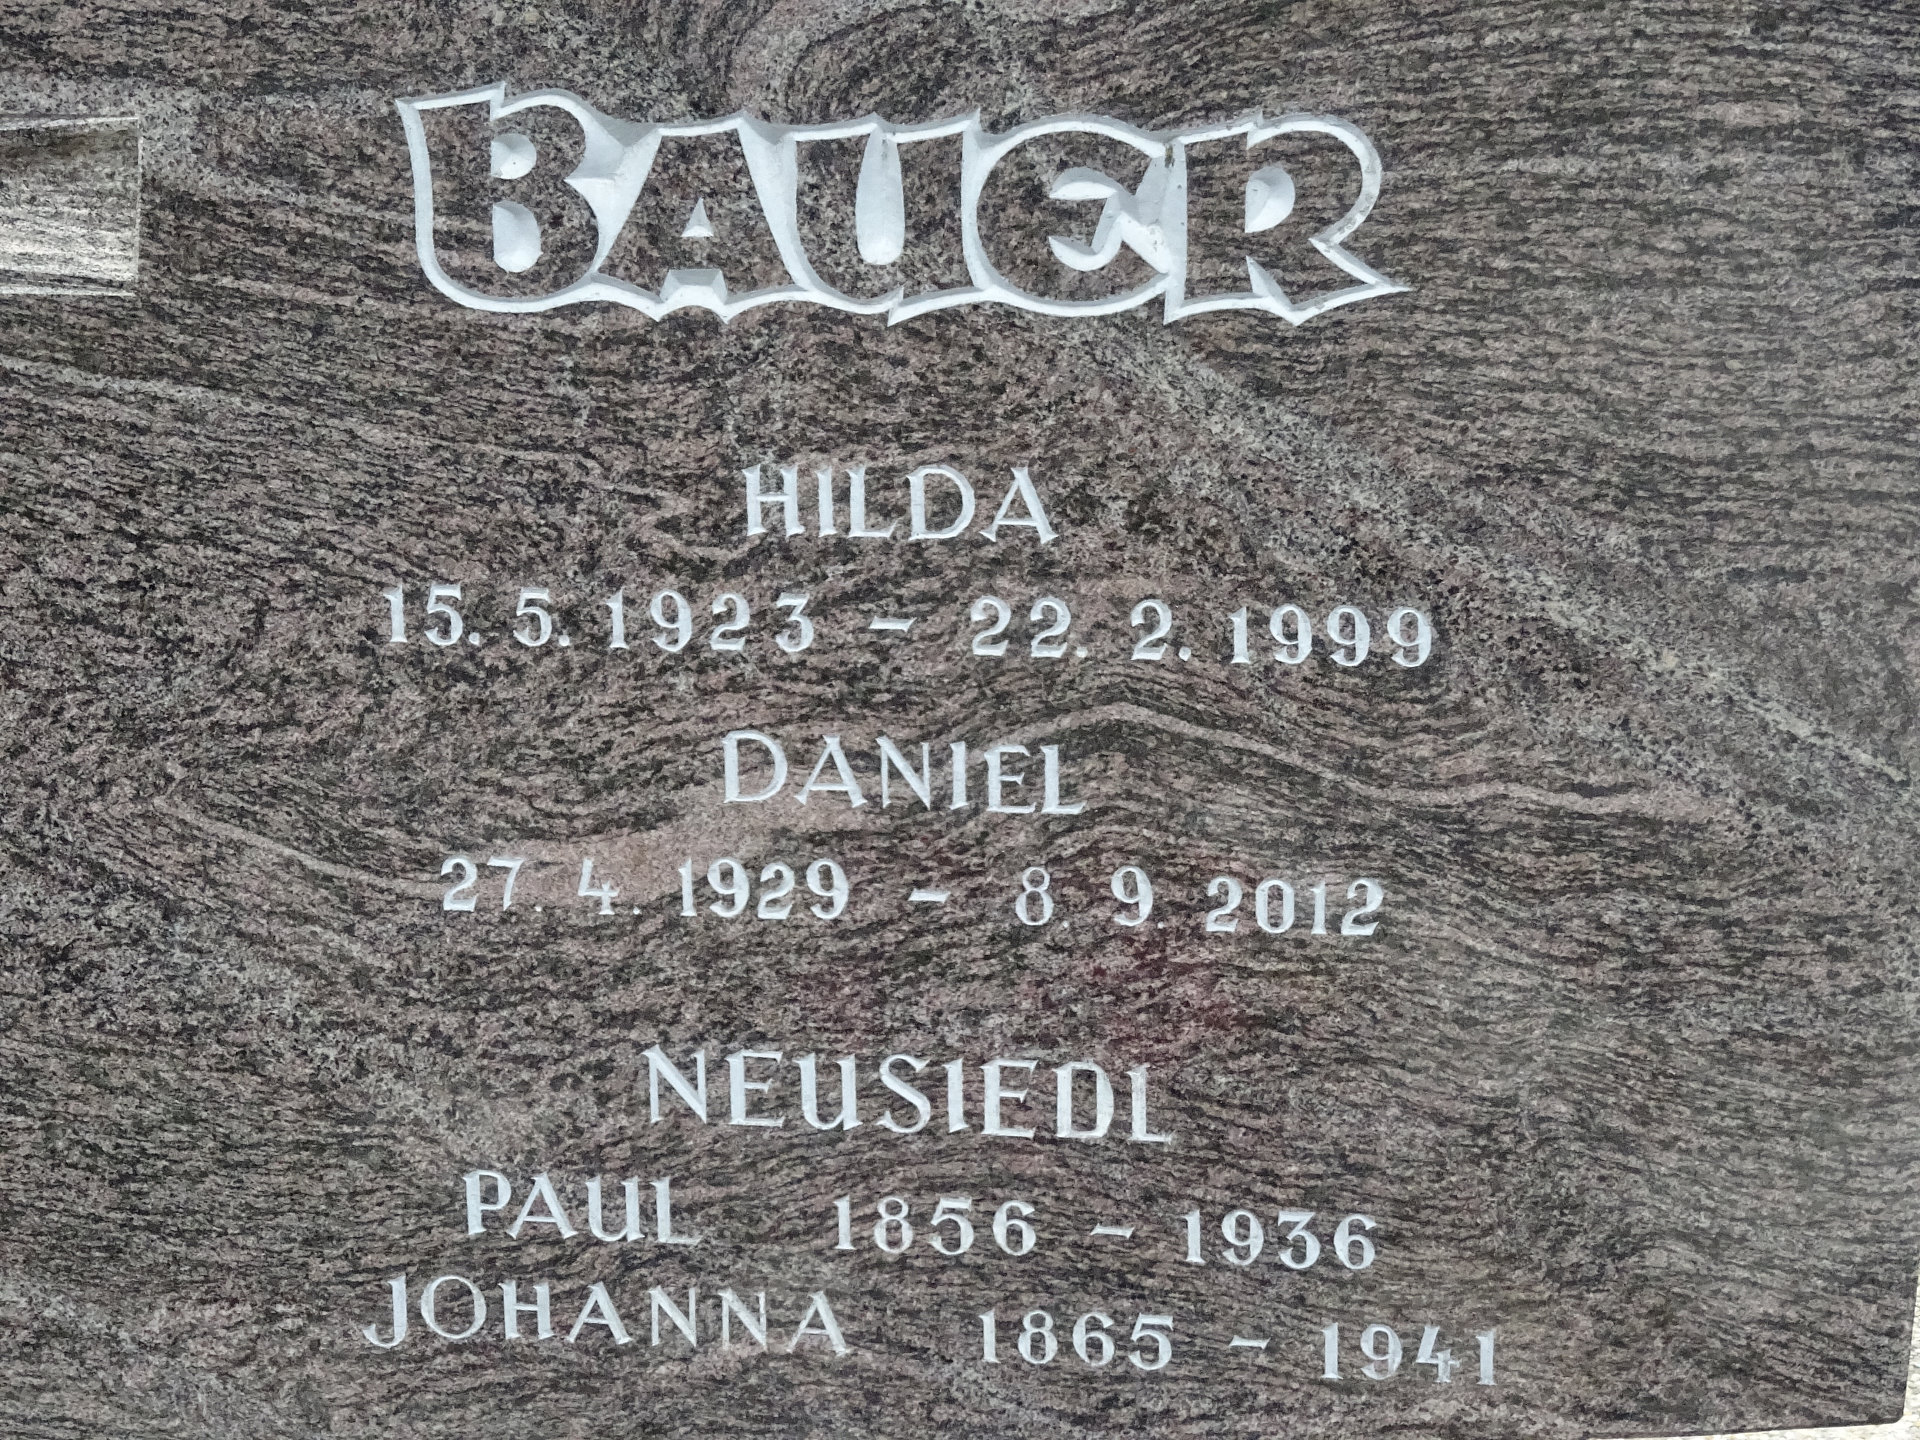 BAUER
HILDA
15. 5. 1923 - 22. 2. 1999
DANIEL
27. 4. 1929 - 8. 9. 2012
NEUSIEDL
PAUL 1856 - 1936
JOHANNA 1865 - 1941